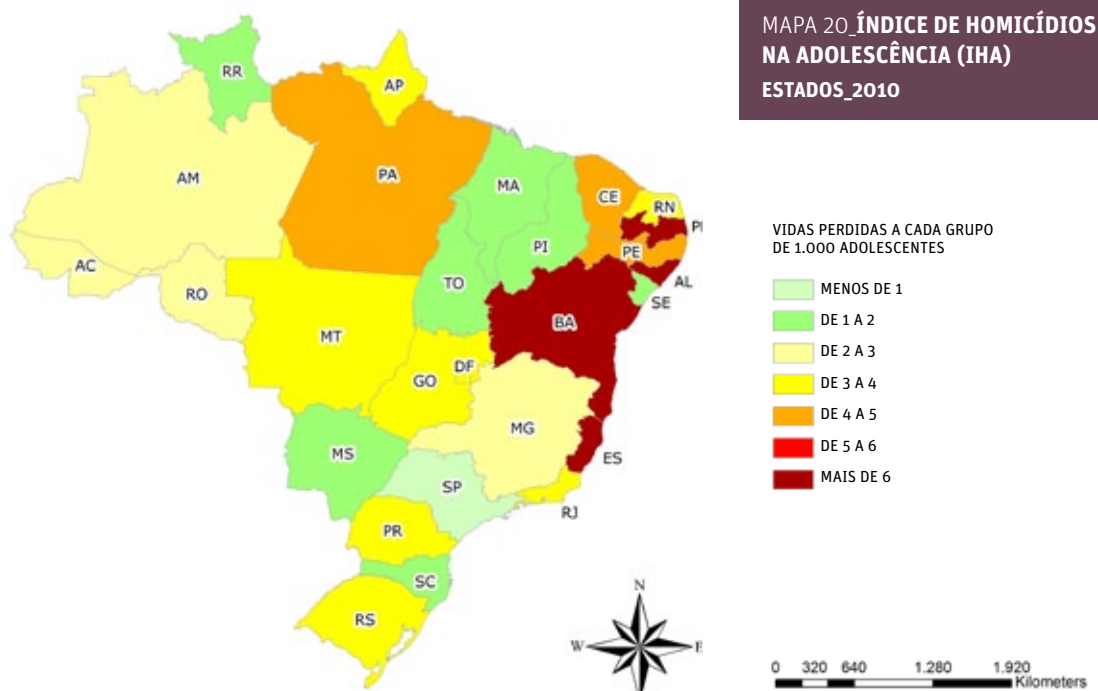 MAPA 20_ÍNDICE DE HOMICÍDIOS
NA ADOLESCÊNCIA (IHA)
ESTADOS_2010
RR
AP
AM
PA
MA
CE
RN
PI
PE
AC
RO
TO
AL
SE
MT
BA
GO
DF
MG
MS
ES
SP
RJ
PR
SC
RS
VIDAS PERDIDAS A CADA GRUPO
DE 1.000 ADOLESCENTES
MENOS DE 1
DE 1 A 2
DE 2 A 3
DE 3 A 4
DE 4 A 5
DE 5 A 6
MAIS DE 6
N
W
E
0 320 640 1.280 1.920
Kilometers